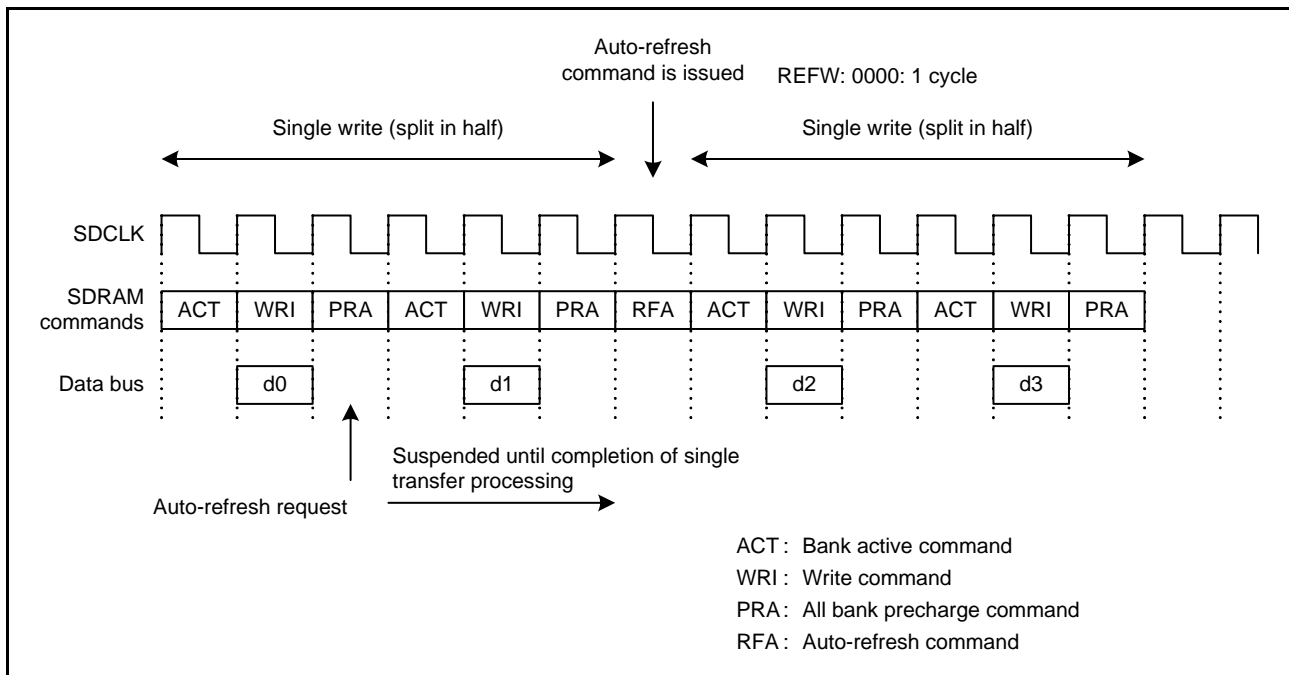 Auto-refresh
command is issued
REFW: 0000: 1 cycle
Single write (split in half)
Single write (split in half)
SDCLK
SDRAM
commands
ACT WRI PRA ACT WRI PRA RFA ACT WRI PRA ACT WRI PRA
Data bus
d0 d1 d2 d3
Suspended until completion of single
transfer processing
Auto-refresh request
ACT : Bank active command
WRI : Write command
PRA : All bank precharge command
RFA : Auto-refresh command